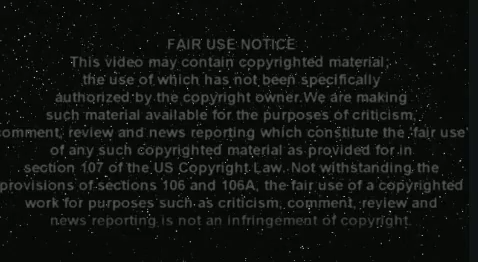 FAIR USE NOTICE
This video may contain copyrighted material;
the use of which has not been specifically
authorized by the copyright owner.We are making
such material available for the purposes of criticism,
comment, review and news reporting which constitute the 'fair use'
of any such copyrighted material as provided for in
section 107 of the US Copyright Law. Not withstanding the
provisions of sections 106 and 106A, the fair use of a copyrighted
work for purposes such as criticism, comment, review and
news reporting is not an infringement of copyright.